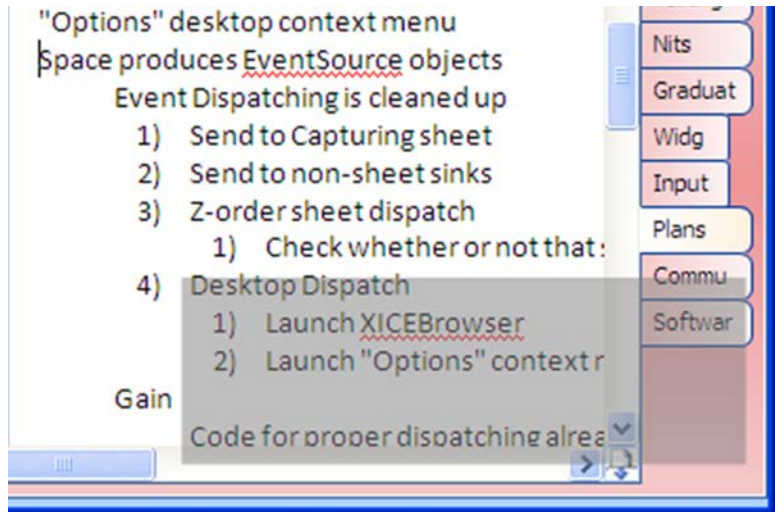 "Options" desktop context menu
Space produces EventSource objects
Event Dispatching is cleaned up
1) Send to Capturing sheet
2) Send to non-sheet sinks
3) Z-order sheet dispatch
1) Check whether or not that
4) Desktop Dispatch
1) Launch XICEBrowser
2) Launch "Options" context
Gain
Code for proper dispatching
Nits
Graduat
Widg
Input
Plans
Commu
Softwar